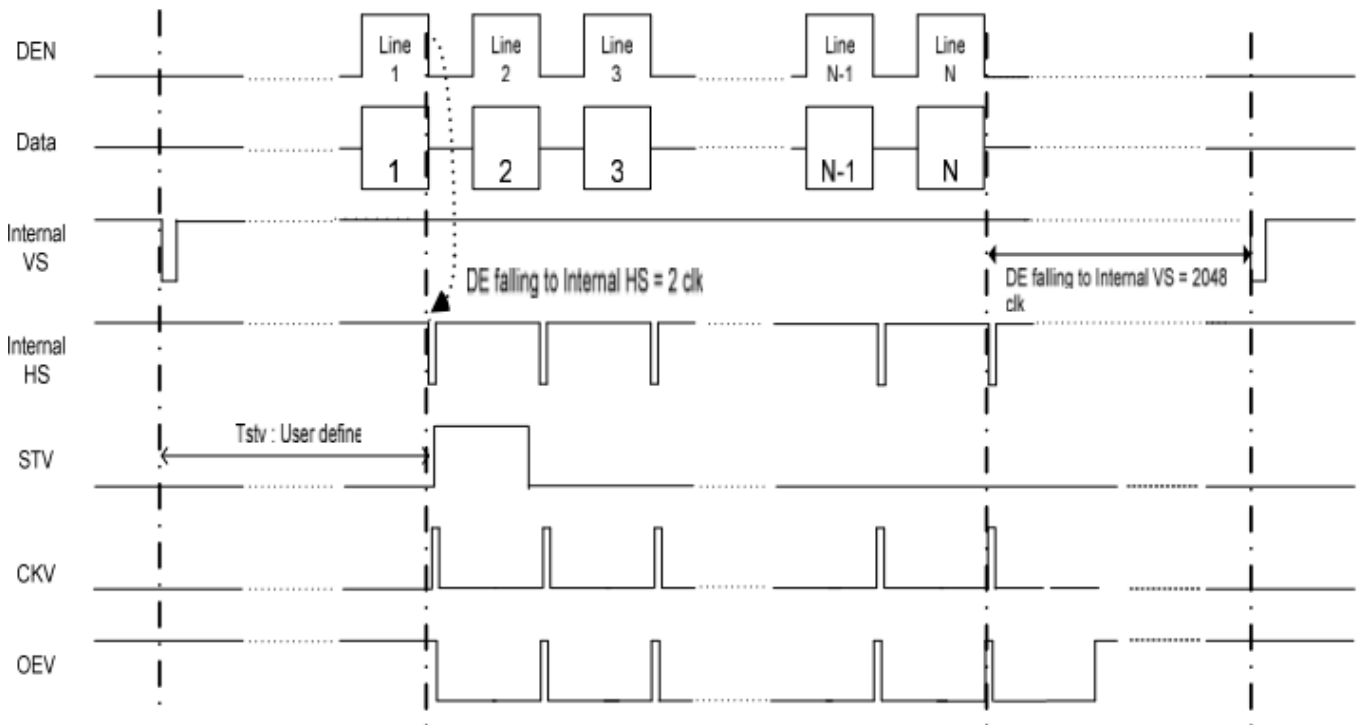 DEN
Line
1
Line
2
Line
3
Line
N-1
Line
N
Data
1
2
3
N-1
N
Internal
VS
DE falling to Internal HS = 2 clk
DE falling to Internal VS = 2048
clk
Internal
HS
Tstv : User define
STV
CKV
OEV